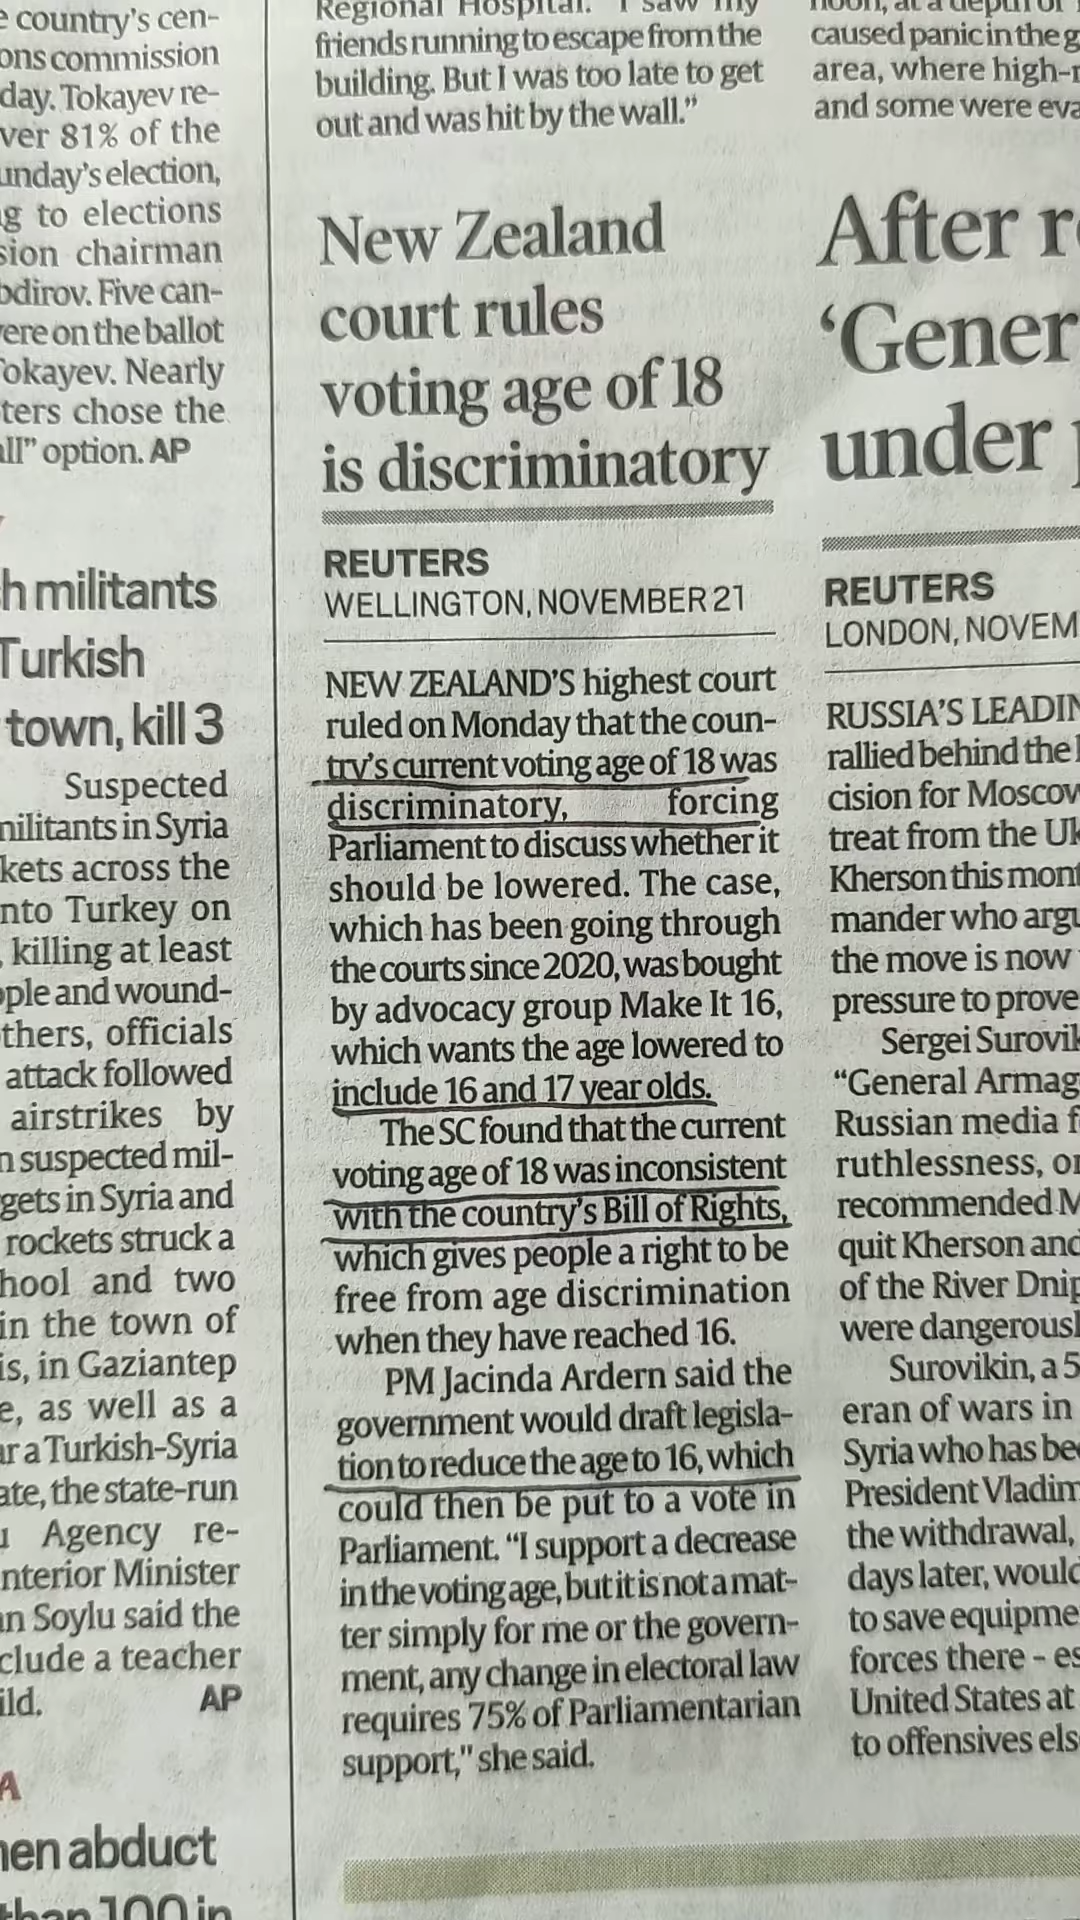 e country's cen-
ons commission
day. Tokayev re-
ver 81% of the
unday's election,
g to elections
sion chairman
odirov. Five can-
vere on the ballot
Tokayev. Nearly
ters chose the
all" option. AP
h militants
Turkish
town, kill 3
Suspected
militants in Syria
kets across the
nto Turkey on
, killing at least
ople and wound-
thers, officials
attack followed
airstrikes by
n suspected mil-
gets in Syria and
rockets struck a
hool and two
in the town of
is, in Gaziantep
e, as well as a
ar a Turkish-Syria
ate, the state-run
Agency re-
nterior Minister
an Soylu said the
clude a teacher
ild. AP
A
men abduct
than 100 in
Regional Hospital. "I saw my
friends running to escape from the
building. But I was too late to get
out and was hit by the wall."
New Zealand
court rules
voting age of 18
is discriminatory
REUTERS
WELLINGTON, NOVEMBER 21
NEW ZEALAND'S highest court
ruled on Monday that the coun-
try's current voting age of 18 was
discriminatory, forcing
Parliament to discuss whether it
should be lowered. The case,
which has been going through
the courts since 2020, was bought
by advocacy group Make It 16,
which wants the age lowered to
include 16 and 17 year olds.
The SC found that the current
voting age of 18 was inconsistent
with the country's Bill of Rights,
which gives people a right to be
free from age discrimination
when they have reached 16.
PM Jacinda Ardern said the
government would draft legisla-
tion to reduce the age to 16, which
could then be put to a vote in
Parliament. "I support a decrease
in the voting age, but it is not a mat-
ter simply for me or the govern-
ment, any change in electoral law
requires 75% of Parliamentarian
support," she said.
noon, at a depth of
caused panic in the g
area, where high-r
and some were eva
After re
'Gener
under p
REUTERS
LONDON, NOVEM
RUSSIA'S LEADIN
rallied behind the
cision for Moscow
treat from the Uk
Kherson this mont
mander who argu
the move is now
pressure to prove
Sergei Surovik
"General Armag
Russian media f
ruthlessness, on
recommended M
quit Kherson and
of the River Dnip
were dangerousl
Surovikin, a 5
eran of wars in
Syria who has bee
President Vladim
the withdrawal,
days later, would
to save equipme
forces there - es
United States at
to offensives els